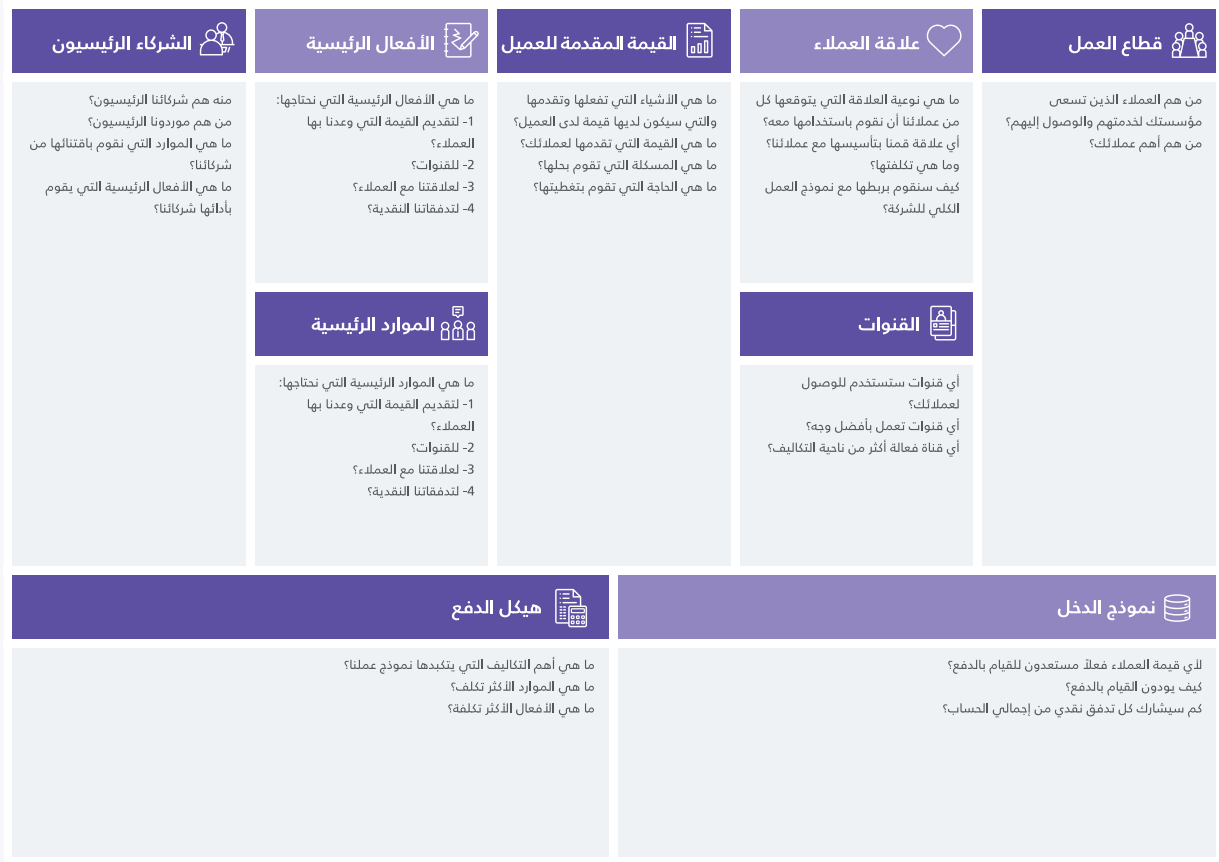 قطاع العمل
من هم العملاء الذين تسعى
مؤسستك لخدمتهم والوصول إليهم؟
من هم أهم عملائك؟
علاقة العملاء
ما هي نوعية العلاقة التي يتوقعها كل
من عملائنا أن نقوم باستخدامها معه؟
أي علاقة قمنا بتأسيسها مع عملائنا؟
وما هي تكلفتها؟
كيف سنقوم بربطها مع نموذج العمل
الكلي للشركة؟
القنوات
أي قنوات ستستخدم للوصول
لعملائك؟
أي قنوات تعمل بأفضل وجه؟
أي قناة فعالة أكثر من ناحية التكاليف؟
القيمة المقدمة للعميل
ما هي الأشياء التي تفعلها وتقدمها
والتي سيكون لديها قيمة لدى العميل؟
ما هي القيمة التي تقدمها لعملائك؟
ما هي المسكلة التي تقوم بحلها؟
ما هي الحاجة التي تقوم بتغطيتها؟
الأفعال الرئيسية
ما هي الأفعال الرئيسية التي نحتاجها:
1- لتقديم القيمة التي وعدنا بها
العملاء؟
2- للقنوات؟
3- لعلاقتنا مع العملاء؟
4- لتدفقاتنا النقدية؟
الموارد الرئيسية
ما هي الموارد الرئيسية التي نحتاجها:
1- لتقديم القيمة التي وعدنا بها
العملاء؟
2- للقنوات؟
3- لعلاقتنا مع العملاء؟
4- لتدفقاتنا النقدية؟
الشركاء الرئيسيون
منه هم شركائنا الرئيسيون؟
من هم موردونا الرئيسيون؟
ما هي الموارد التي نقوم باقتنائها من
شركائنا؟
ما هي الأفعال الرئيسية التي يقوم
بأدائها شركائنا؟
نموذج الدخل
لأي قيمة العملاء فعلاً مستعدون للقيام بالدفع؟
كيف يودون القيام بالدفع؟
كم سيشارك كل تدفق نقدي من إجمالي الحساب؟
هيكل الدفع
ما هي أهم التكاليف التي يتكبدها نموذج عملنا؟
ما هي الموارد الأكثر تكلف؟
ما هي الأفعال الأكثر تكلفة؟